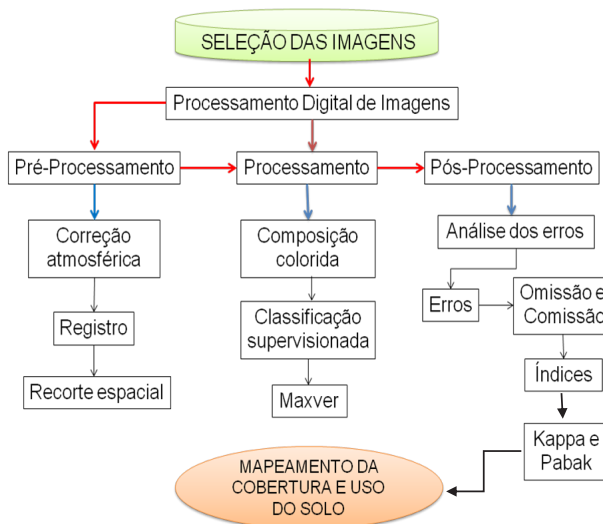 SELEÇÃO DAS IMAGENS
Processamento Digital de Imagens
Pré-Processamento
Processamento
Pós-Processamento
Correção
atmosférica
Registro
Recorte espacial
Composição
colorida
Classificação
supervisionada
Maxver
Análise dos erros
Erros
Omissão e
Comissão
Índices
Kappa e
Pabak
MAPEAMENTO DA
COBERTURA E USO
DO SOLO